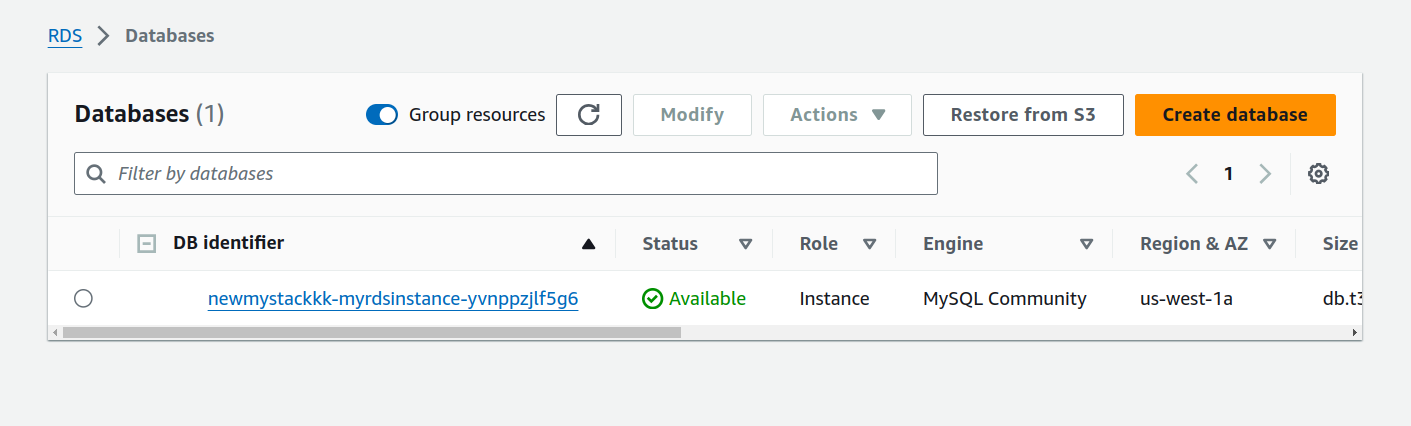 RDS Databases
Databases (1) Group resources Modify Actions Restore from S3 Create database
Filter by databases 1
DB identifier Status Role Engine Region & AZ Size
newmystackkk-myrdsinstance-yvnppzjlf5g6 Available Instance MySQL Community us-west-1a db.t3